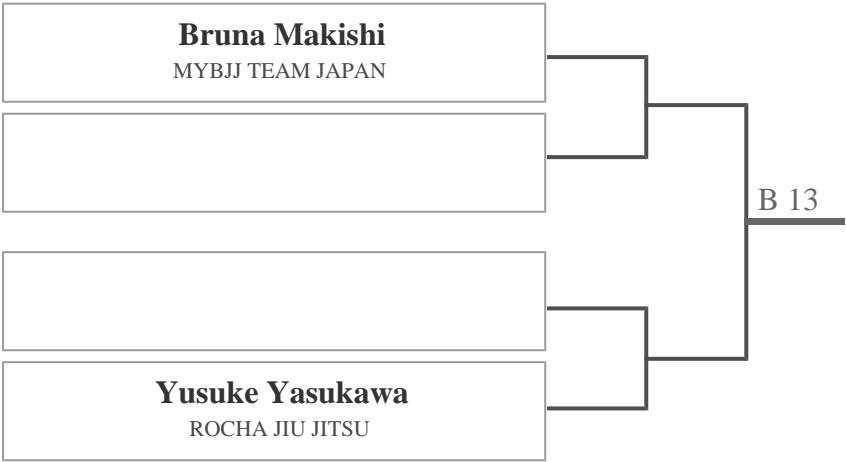 Bruna Makishi
MYBJJ TEAM JAPAN
B 13
Yusuke Yasukawa
ROCHA JIU JITSU